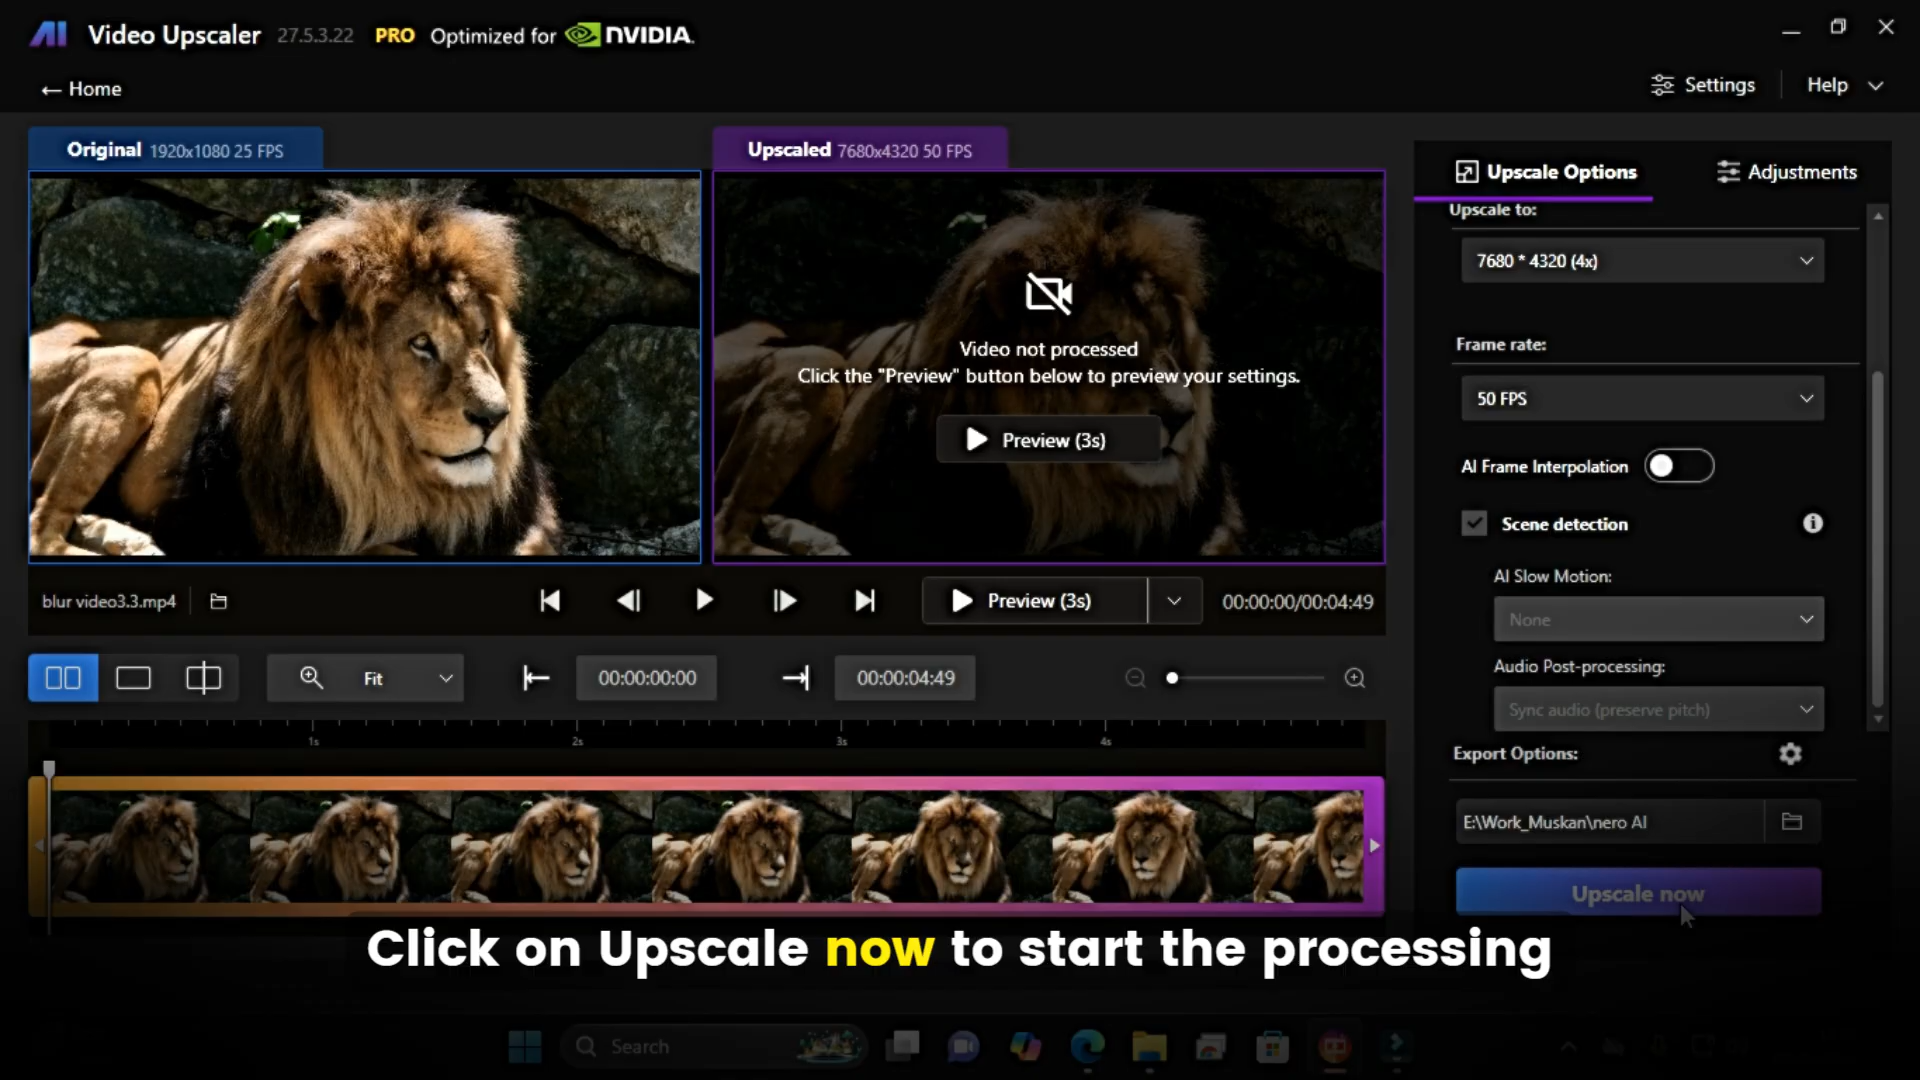 AI Video Upscaler 27.5.3.22 PRO Optimized for NVIDIA.
← Home
Settings
Help
Original 1920x1080 25 FPS
Upscaled 7680x4320 50 FPS
Video not processed
Click the "Preview" button below to preview your settings.
Preview (3s)
Upscale Options
Adjustments
Upscale to:
7680 * 4320 (4x)
Frame rate:
50 FPS
AI Frame Interpolation
Scene detection
AI Slow Motion:
None
Audio Post-processing:
Sync audio (preserve pitch)
Export Options:
E:\Work_Muskan\nero AI
Upscale now
blur video3.3.mp4
Preview (3s)
00:00:00/00:04:49
Fit
00:00:00:00
00:00:04:49
1s
2s
3s
4s
Click on Upscale now to start the processing
Search